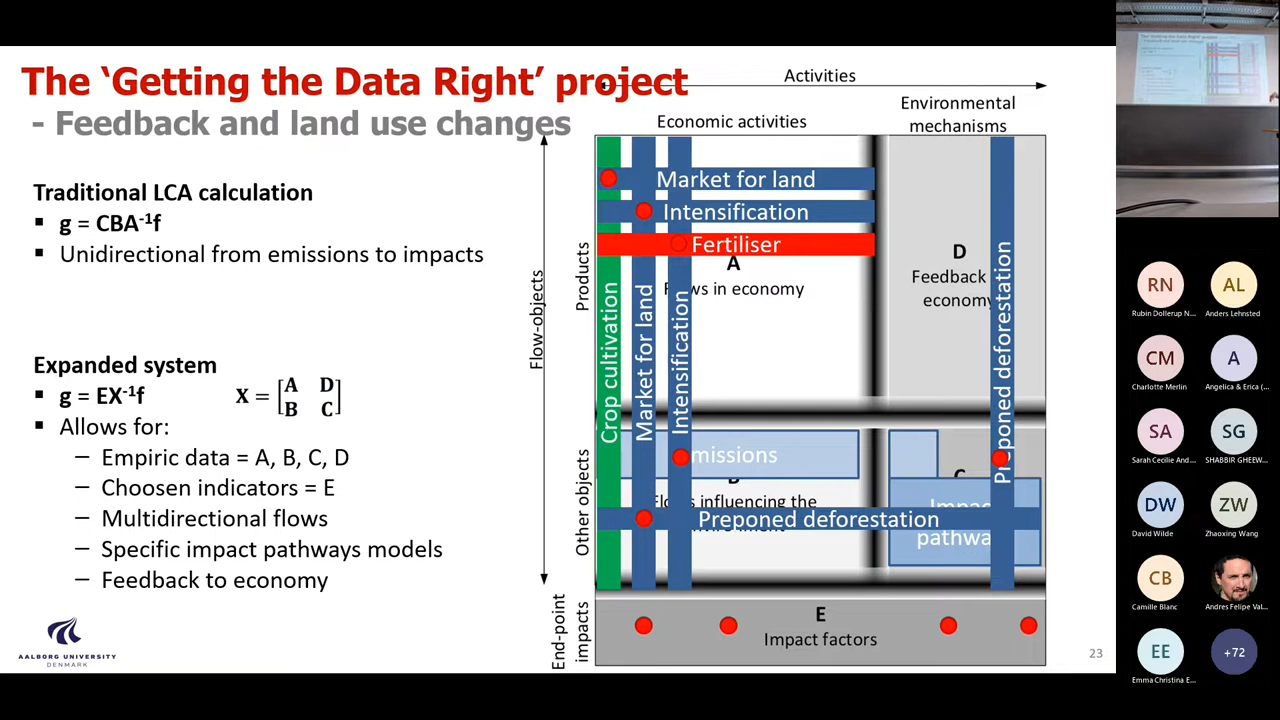 The ‘Getting the Data Right’ project
- Feedback and land use changes
Traditional LCA calculation
▪ g = CBA-1f
▪ Unidirectional from emissions to impacts
Expanded system
▪ g = EX-1f
X = [A D
B C]
▪ Allows for:
– Empiric data = A, B, C, D
– Choosen indicators = E
– Multidirectional flows
– Specific impact pathways models
– Feedback to economy
AALBORG UNIVERSITY
DENMARK
Activities
Economic activities
Environmental
mechanisms
Flow-objects
Products
Other objects
End-point
impacts
Market for land
Intensification
Fertiliser
A
in economy
D
Feedback
economy
Crop cultivation
Market for land
Intensification
Preponed deforestation
influencing the
Preponed deforestation
E
Impact factors
23
RN
Rubin Dollerup N...
AL
Anders Lehnsted
CM
Charlotte Merlin
A
Angelica & Erica (...
SA
Sarah Cecilie And...
SG
SHABBIR GHEEW...
DW
David Wilde
ZW
Zhaoxing Wang
CB
Camille Blanc
Andres Felipe Val...
EE
Emma Christina E...
+72